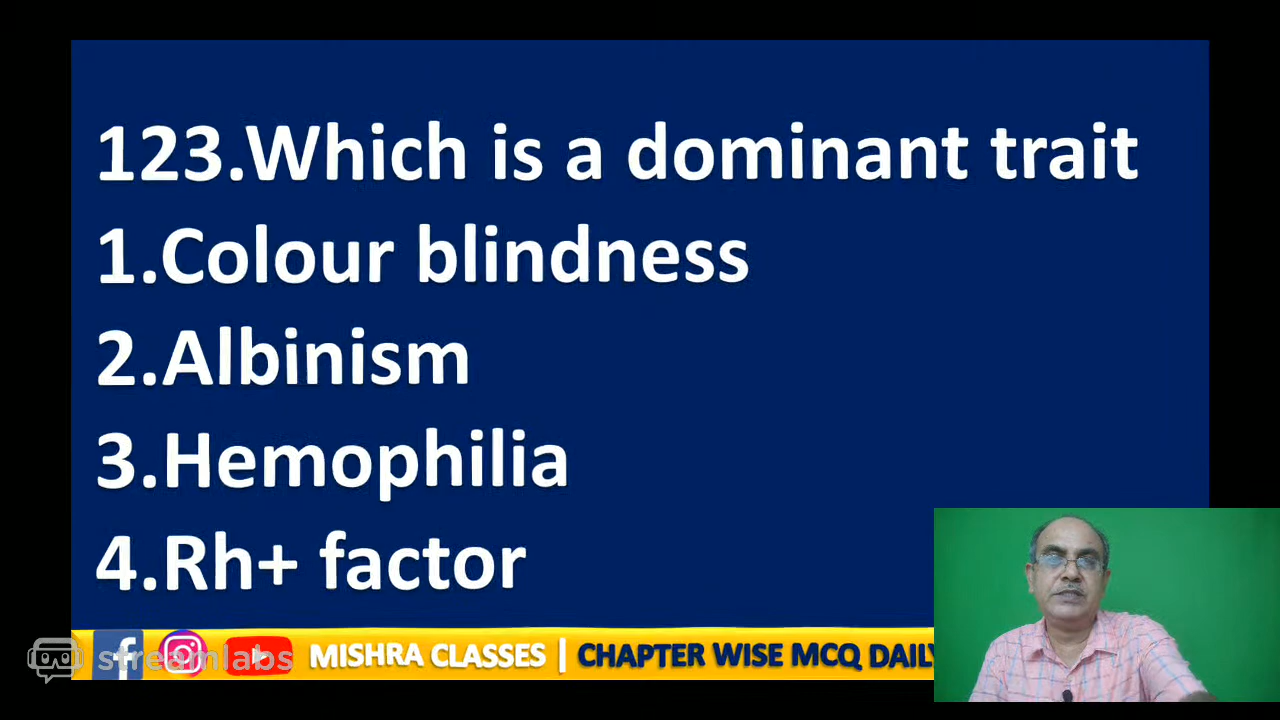 123.Which is a dominant trait
1.Colour blindness
2.Albinism
3.Hemophilia
4.Rh+ factor
streamlabs
MISHRA CLASSES | CHAPTER WISE MCQ DAILY